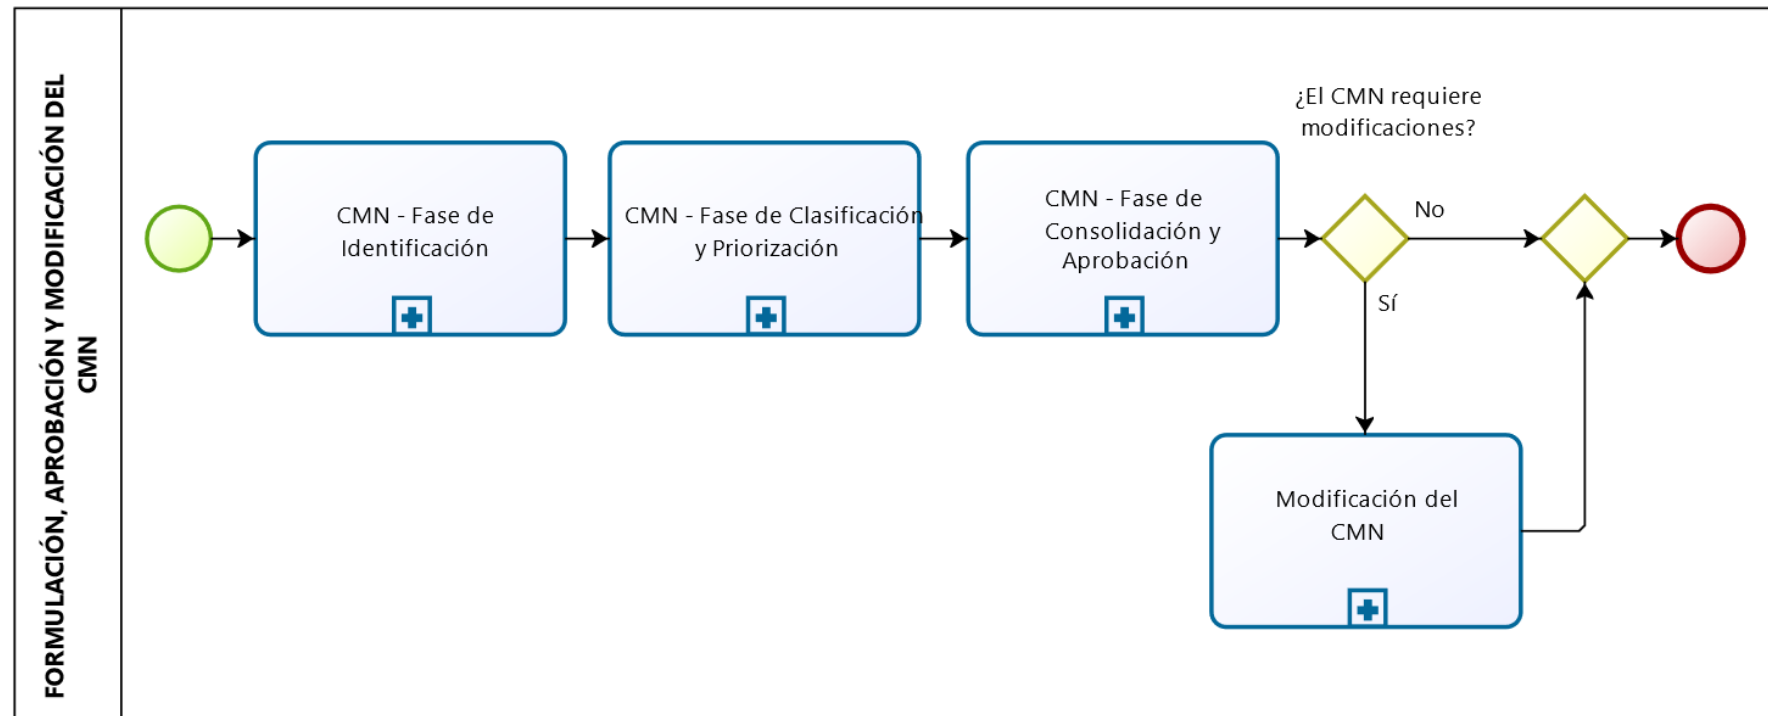 FORMULACIÓN, APROBACIÓN Y MODIFICACIÓN DEL
CMN
CMN - Fase de
Identificación
CMN - Fase de Clasificación
y Priorización
CMN - Fase de
Consolidación y
Aprobación
¿El CMN requiere
modificaciones?
No
Sí
Modificación del
CMN